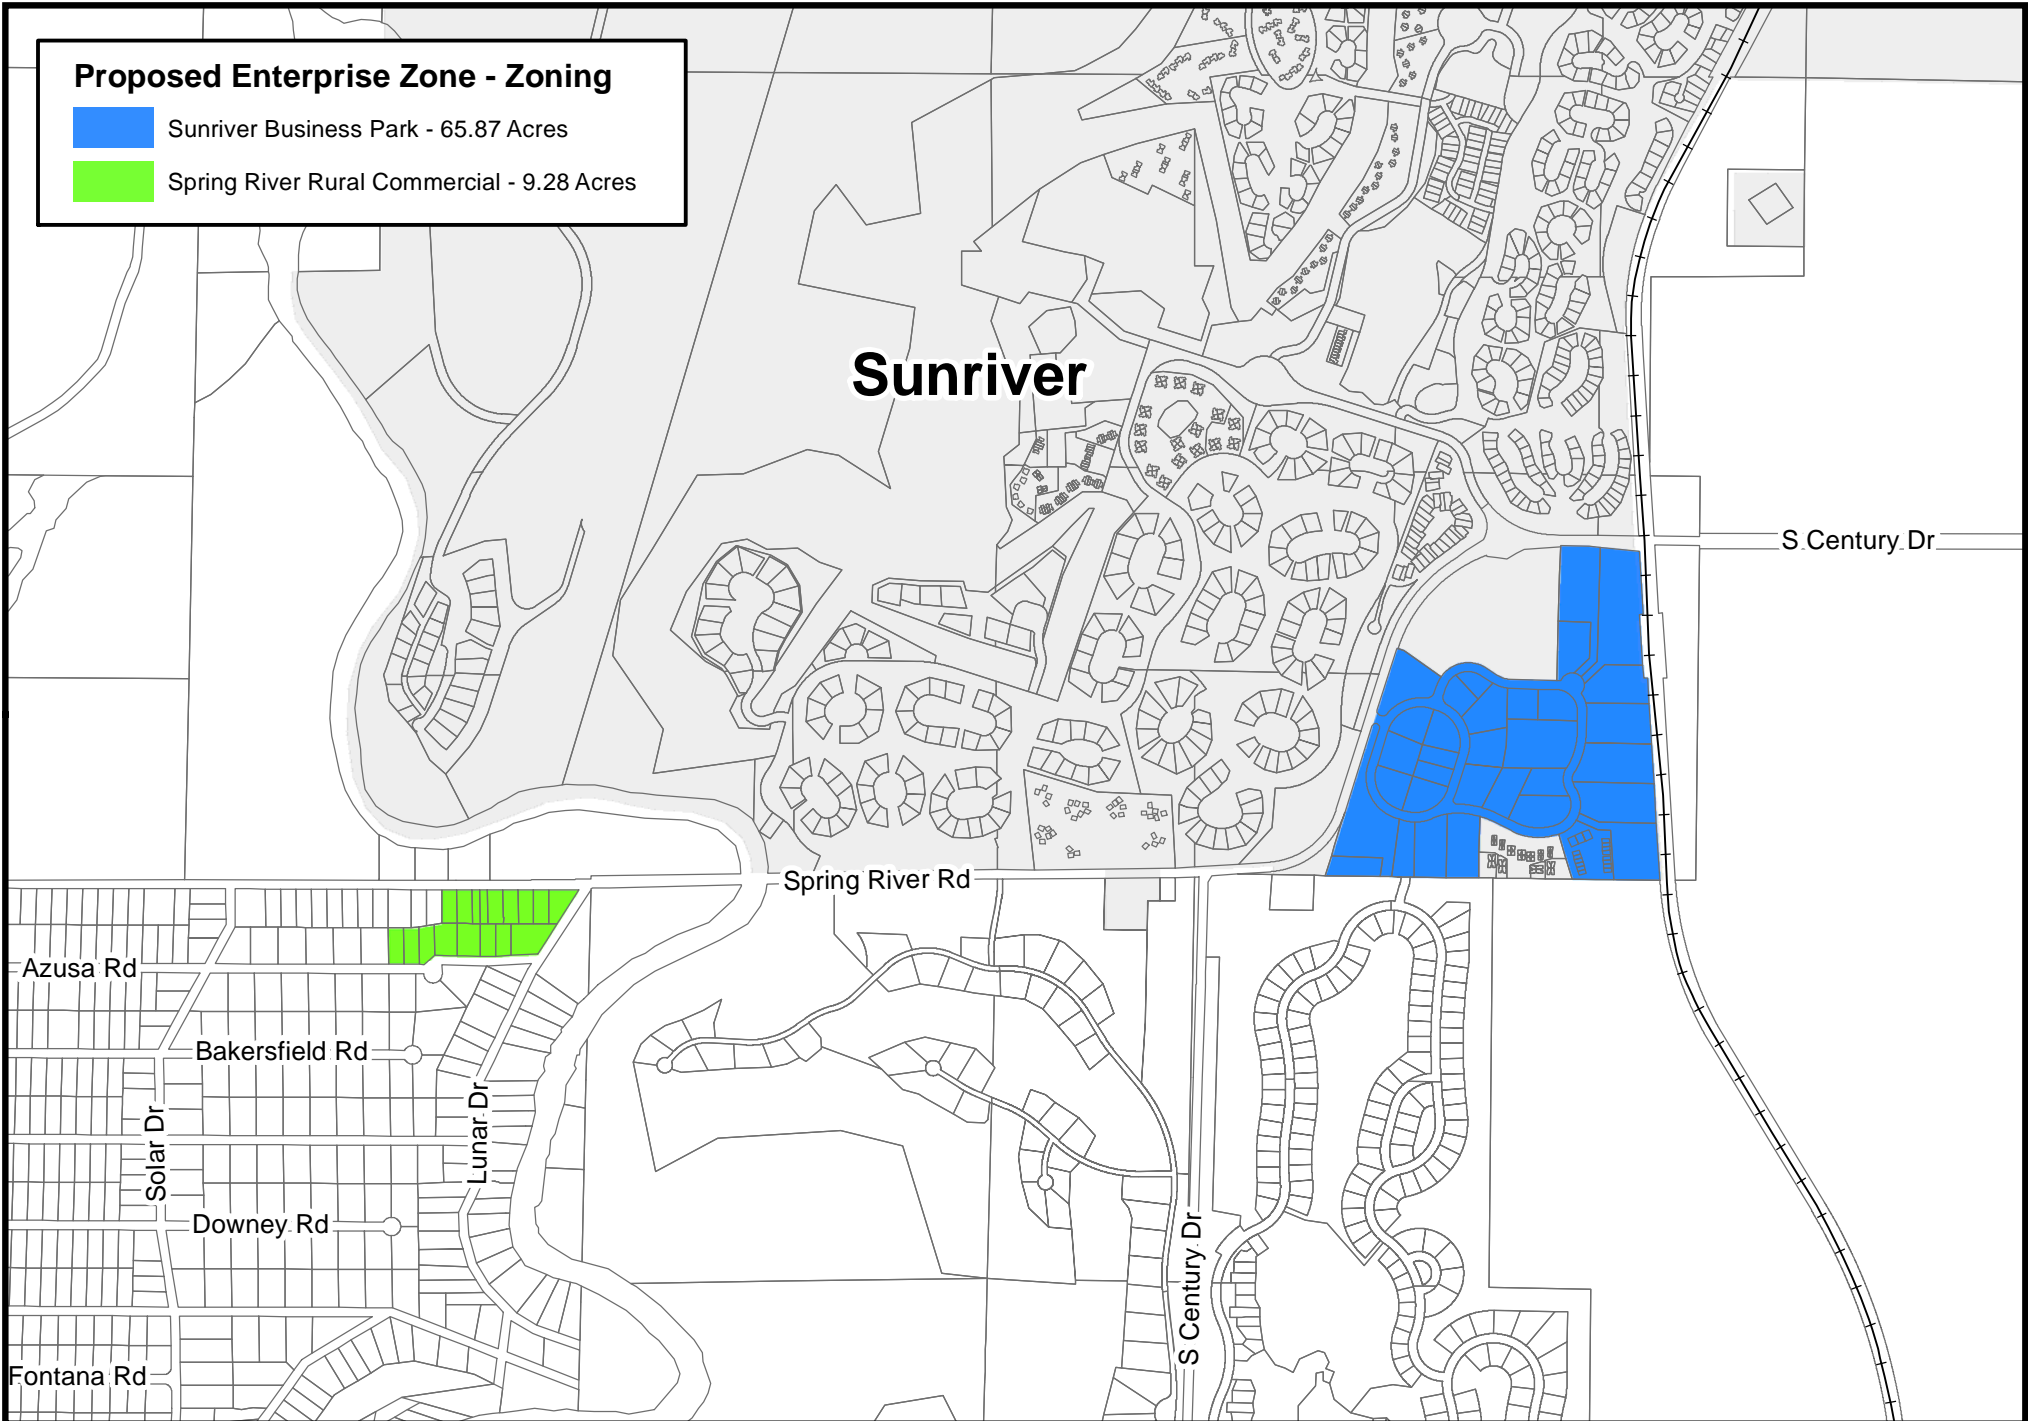 Proposed Enterprise Zone - Zoning
Sunriver Business Park - 65.87 Acres
Spring River Rural Commercial - 9.28 Acres
Sunriver
S Century Dr
Spring River Rd
Azusa Rd
Bakersfield Rd
Solar Dr
Lunar Dr
Downey Rd
S Century Dr
Fontana Rd